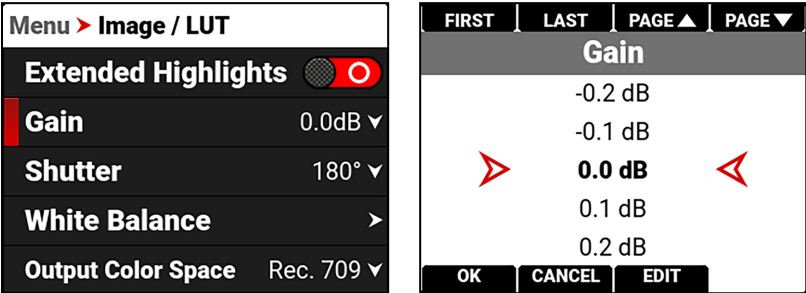 Menu > Image / LUT
Extended Highlights
Gain 0.0dB
Shutter 180°
White Balance
Output Color Space Rec. 709
FIRST LAST PAGE▲ PAGE▼
Gain
-0.2 dB
-0.1 dB
0.0 dB
0.1 dB
0.2 dB
OK CANCEL EDIT